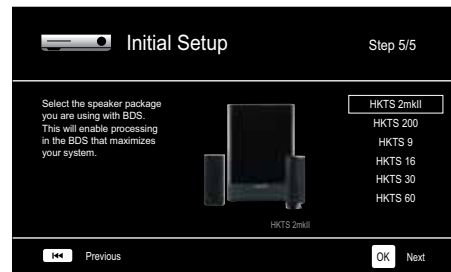 Initial Setup
Step 5/5
Select the speaker package
you are using with BDS.
This will enable processing
in the BDS that maximizes
your system.
HKTS 2mkII
HKTS 2mkII
HKTS 200
HKTS 9
HKTS 16
HKTS 30
HKTS 60
Previous
OK
Next